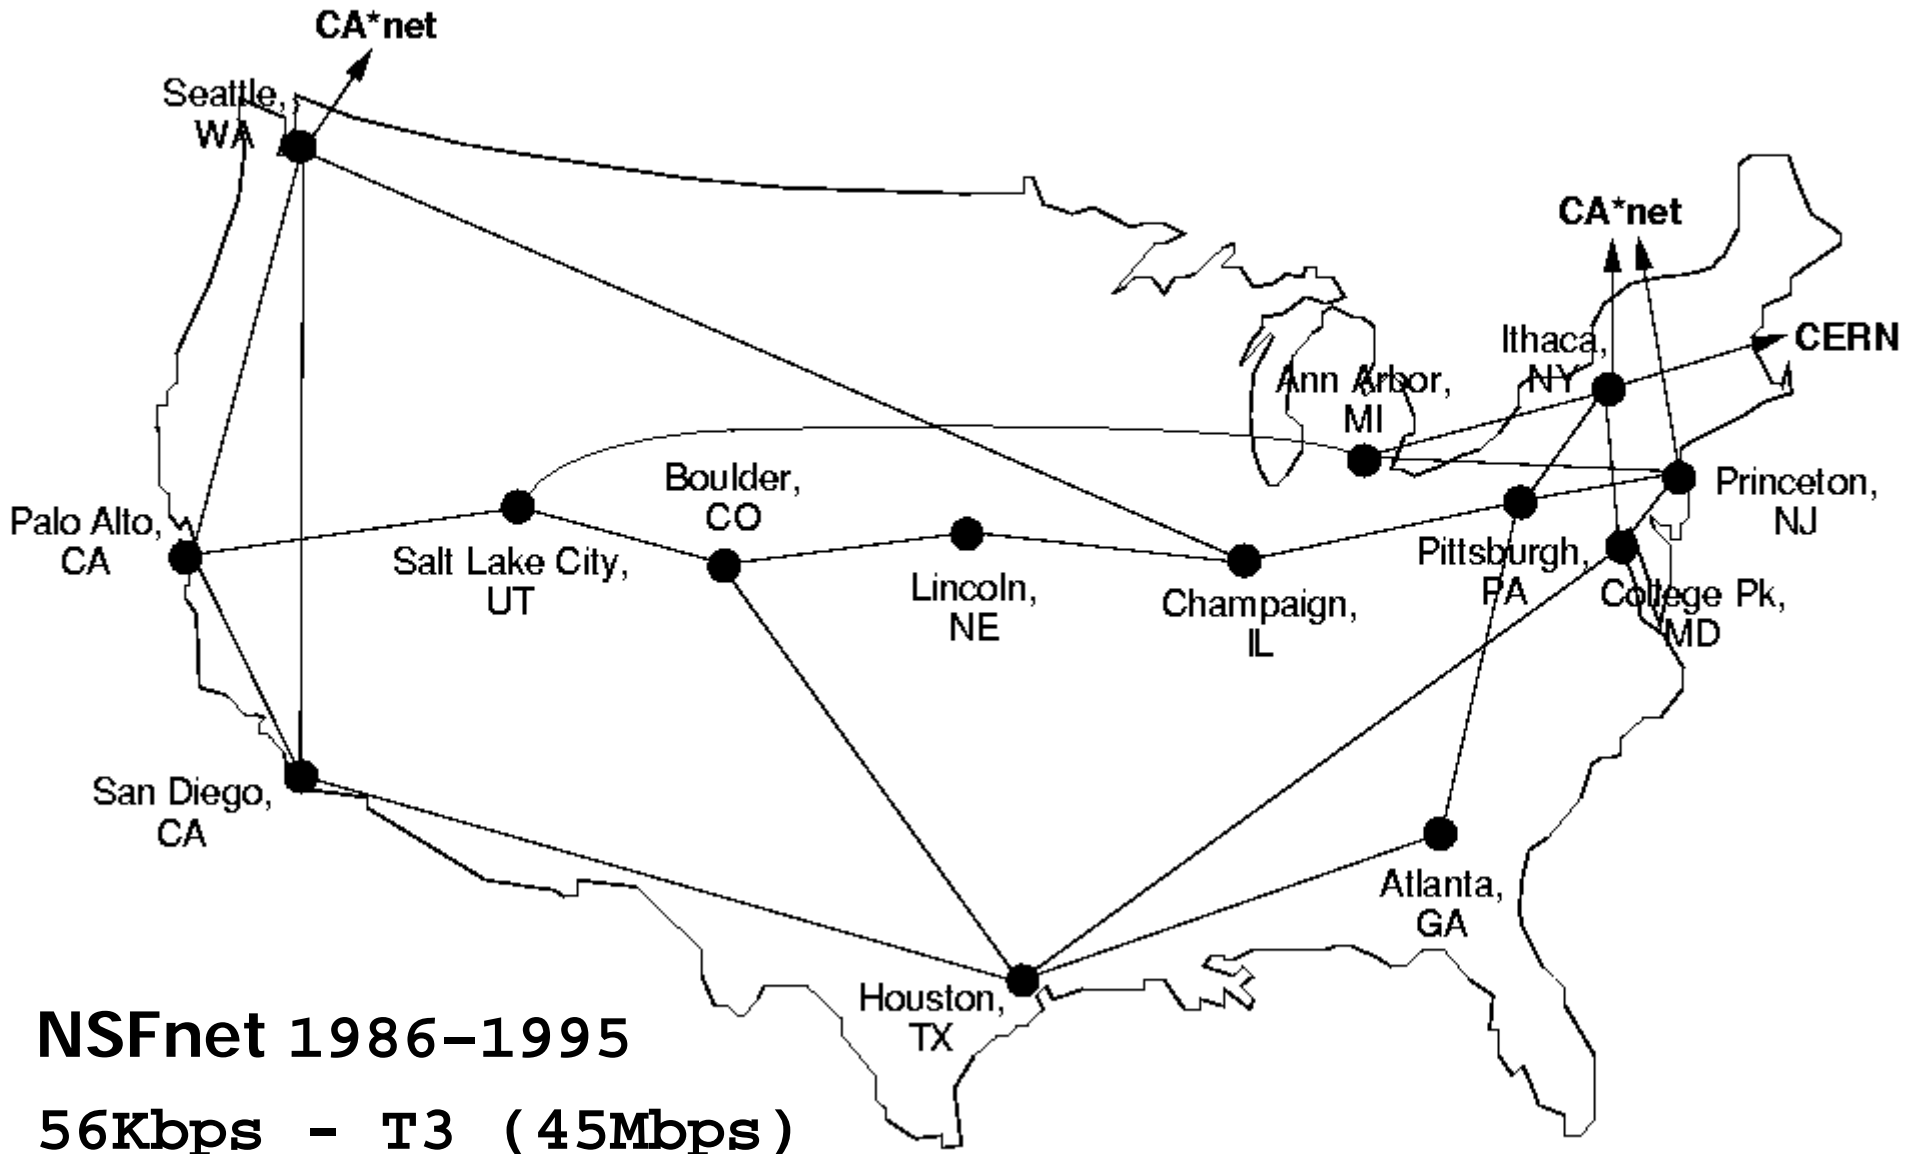 CA*net
Seattle,
WA
CA*net
Ithaca,
NY
CERN
Ann Arbor,
MI
Boulder,
CO
Princeton,
NJ
Palo Alto,
CA
Salt Lake City,
UT
Lincoln,
NE
Champaign,
IL
Pittsburgh,
PA
College Pk,
MD
San Diego,
CA
Atlanta,
GA
Houston,
TX
NSFnet 1986-1995
56Kbps - T3 (45Mbps)